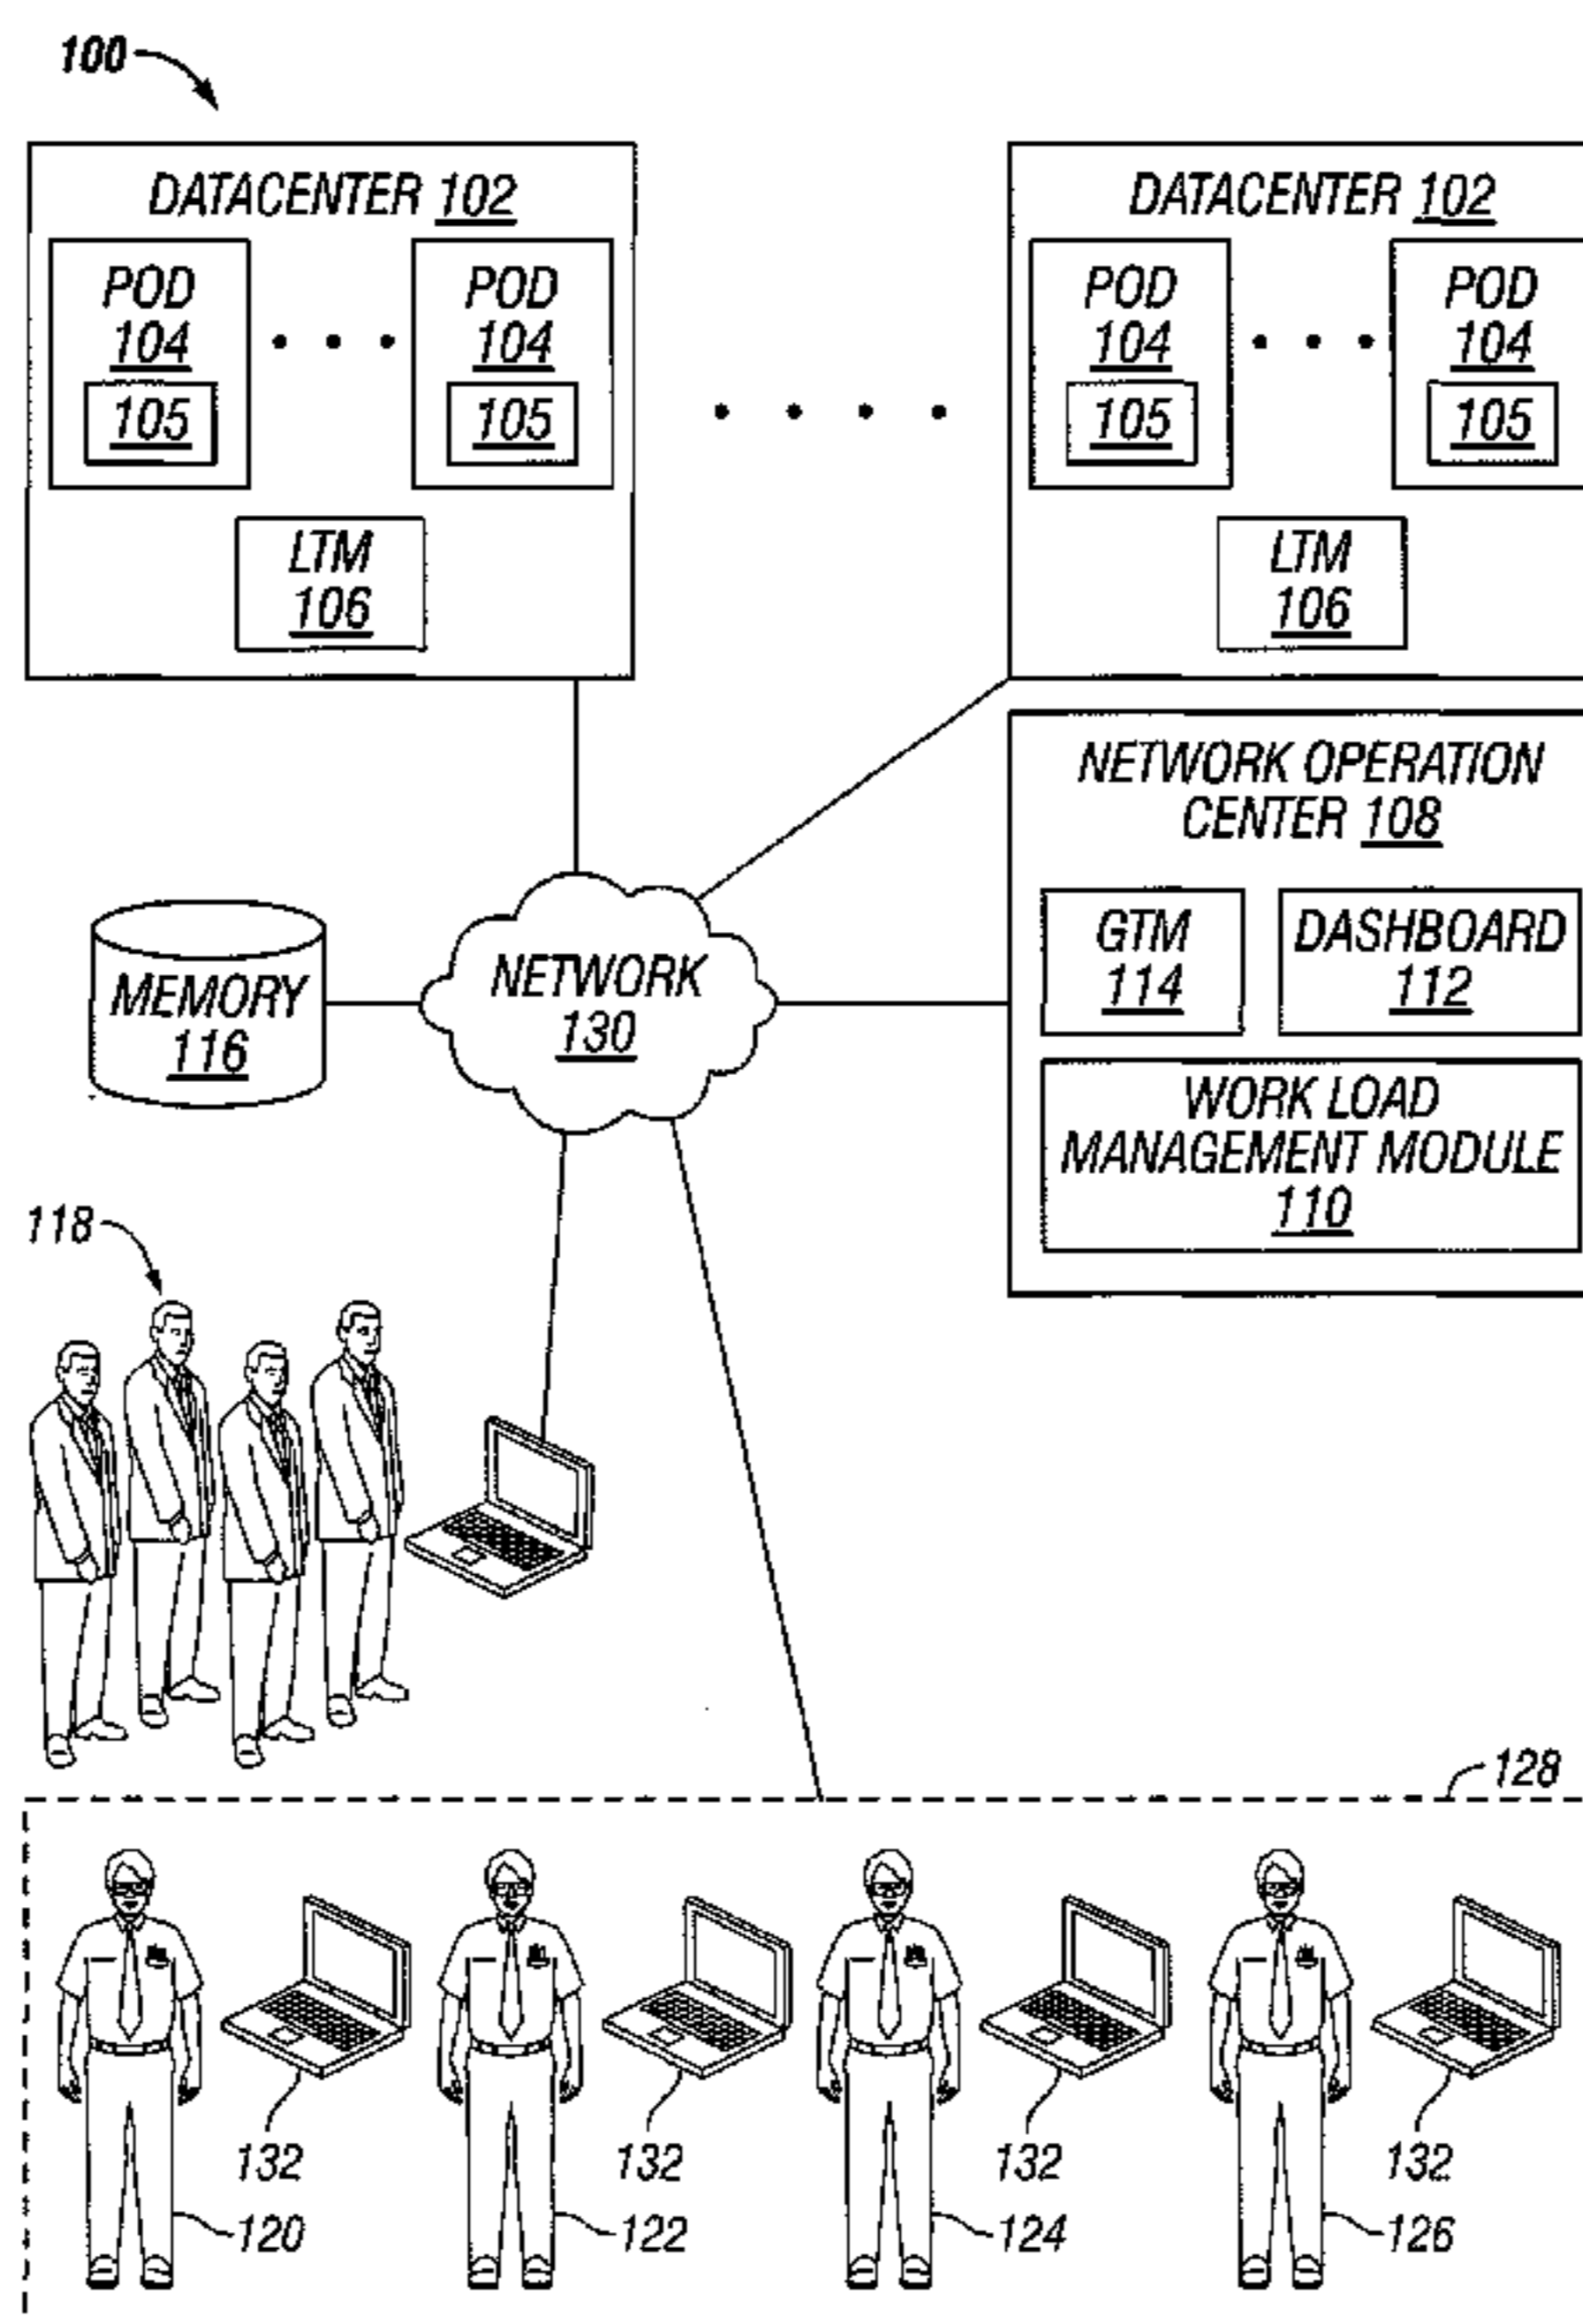 100
DATACENTER 102
POD
104
105
POD
104
105
LTM
106
DATACENTER 102
POD
104
105
POD
104
105
LTM
106
NETWORK OPERATION
CENTER 108
GTM
114
DASHBOARD
112
WORK LOAD
MANAGEMENT MODULE
110
MEMORY
116
NETWORK
130
118
128
132
132
132
132
120
122
124
126